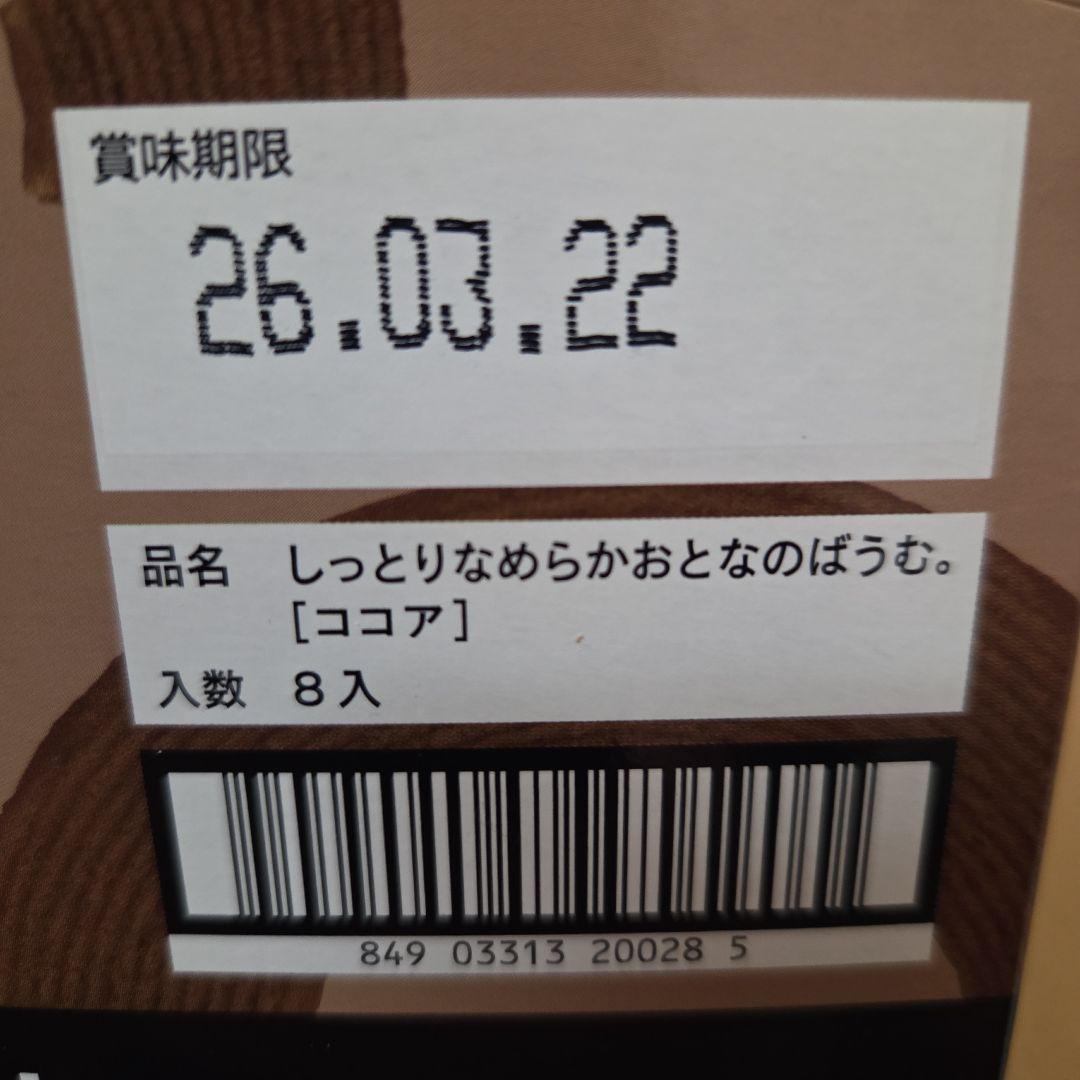 賞味期限
26.03.22
品名 しっとりなめらかおとなのばうむ。
[ココア]
入数 8入
849 03313 20028 5